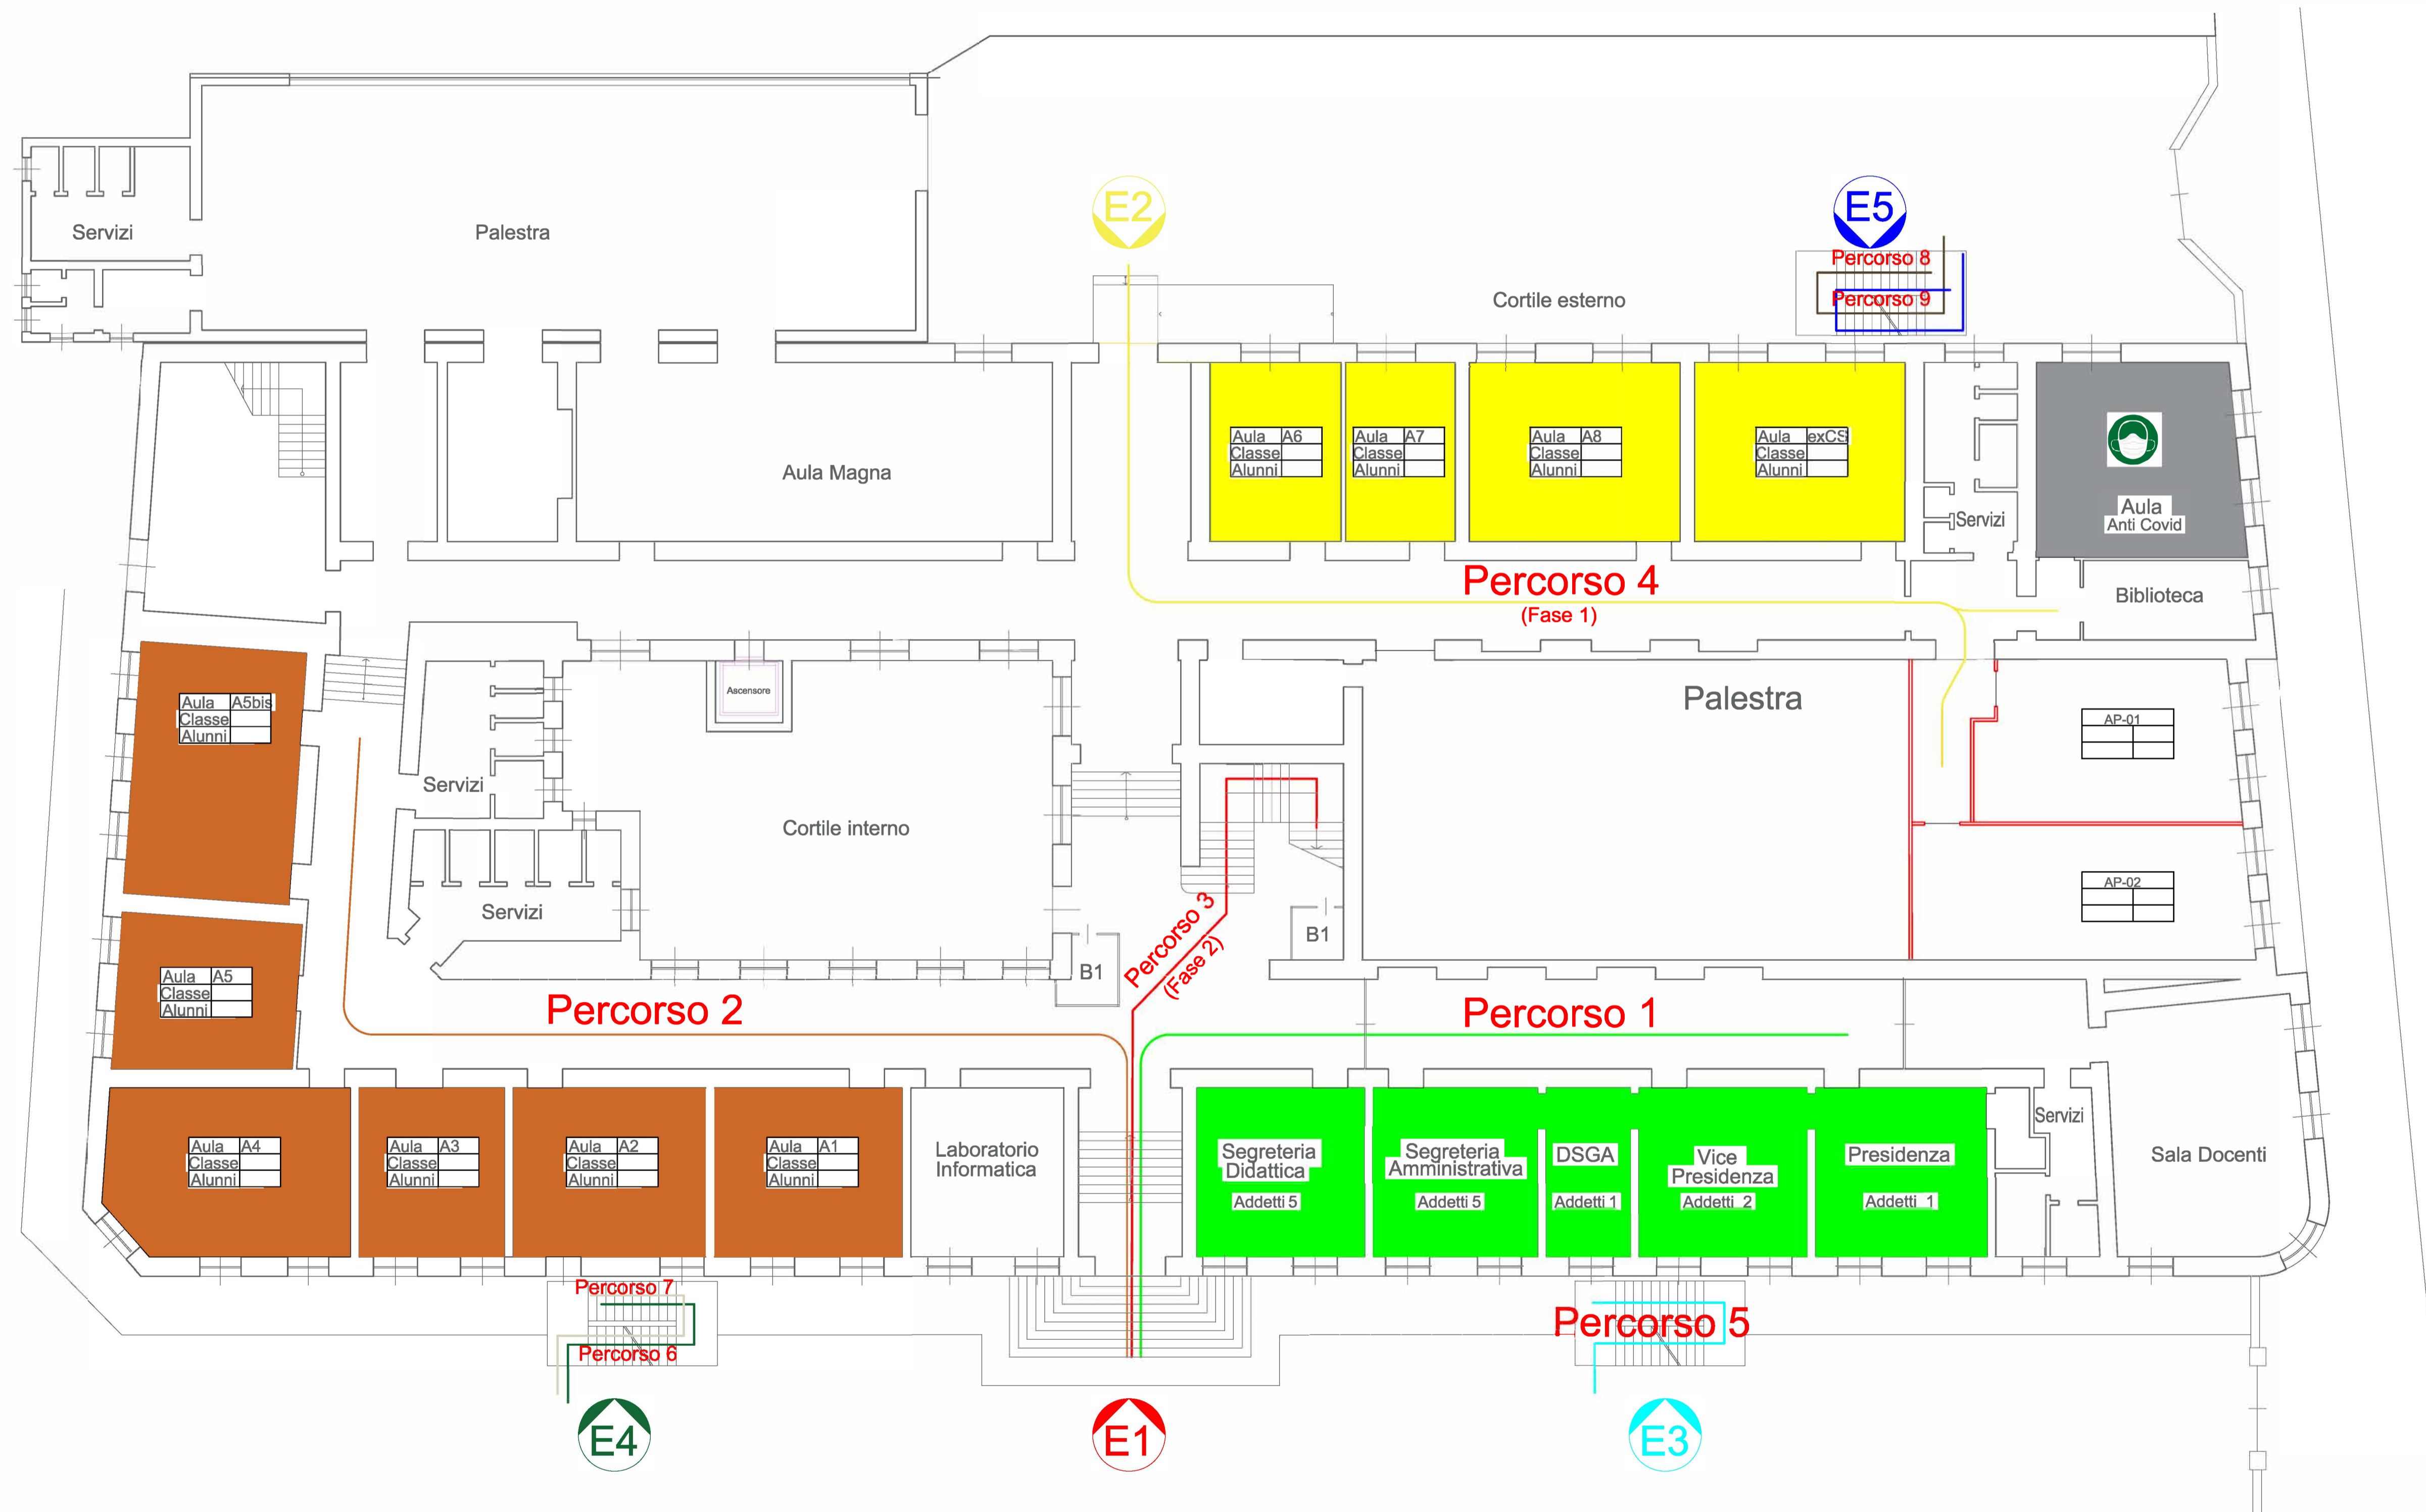 E2
E5
Percorso 8
Percorso 9
Servizi
Palestra
Cortile esterno
Aula A6
Classe
Alunni
Aula A7
Classe
Alunni
Aula A8
Classe
Alunni
Aula exCS
Classe
Alunni
Aula Magna
Servizi
Aula
Anti Covid
Percorso 4
(Fase 1)
Biblioteca
Aula A5bis
Classe
Alunni
Ascensore
Palestra
AP-01
Servizi
Cortile interno
AP-02
Servizi
Percorso 3
(Fase 2)
B1
B1
Aula A5
Classe
Alunni
Percorso 2
Percorso 1
Aula A4
Classe
Alunni
Aula A3
Classe
Alunni
Aula A2
Classe
Alunni
Aula A1
Classe
Alunni
Laboratorio
Informatica
Segreteria
Didattica
Addetti 5
Segreteria
Amministrativa
Addetti 5
DSGA
Addetti 1
Vice
Presidenza
Addetti 2
Presidenza
Addetti 1
Servizi
Sala Docenti
Percorso 7
Percorso 6
Percorso 5
E4
E1
E3